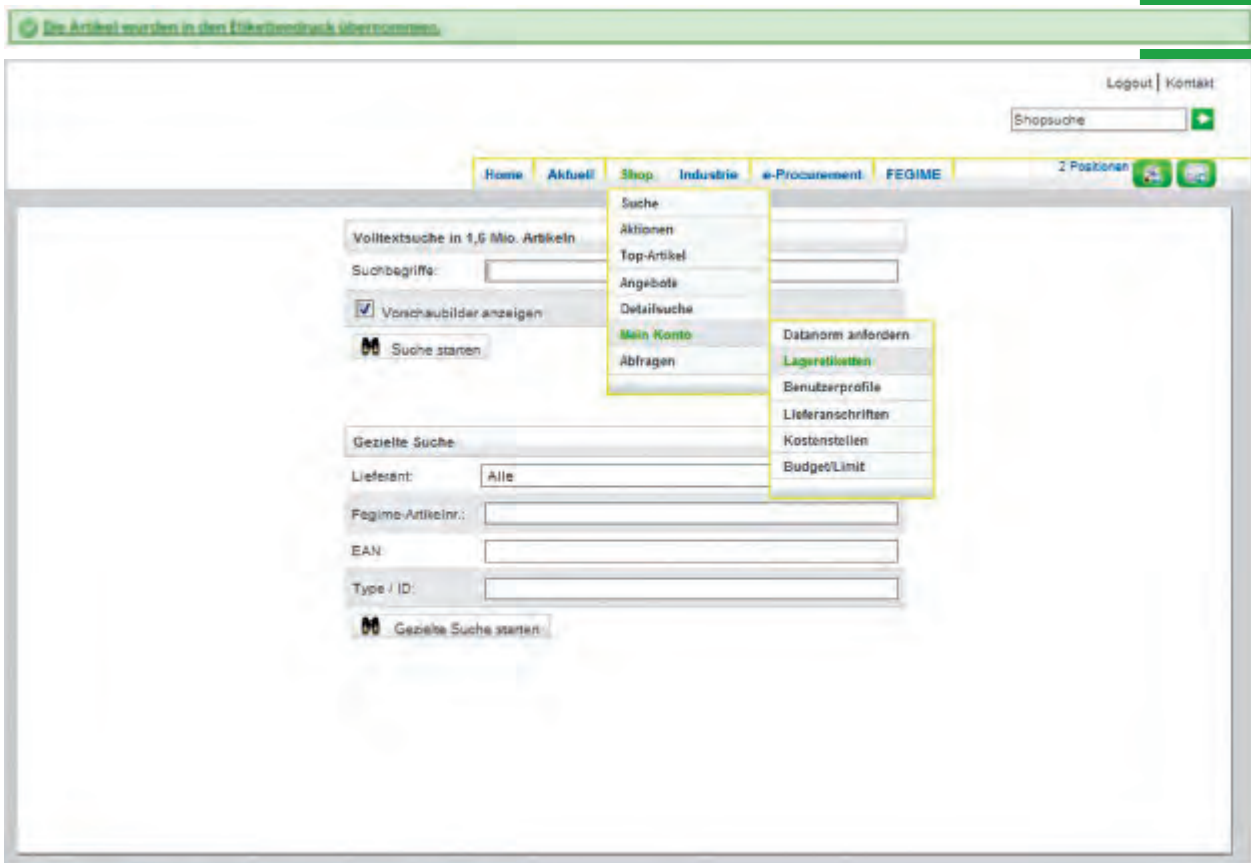 Die Artikel wurden in den Etikettendruck übernommen.
Logout | Kontakt
Shopsuche
Home Aktuell Shop Industrie e-Procurement FEGIME 2 Positionen
Suche
Aktionen
Top-Artikel
Angebote
Detailsuche
Mein Konto
Abfragen
Datanorm anfordern
Lageretiketten
Benutzerprofile
Lieferanschriften
Kostenstellen
Budget/Limit
Volltextsuche in 1,6 Mio. Artikeln
Suchbegriffe:
Vorschaubilder anzeigen
Suche starten
Gezielte Suche
Lieferant: Alle
Fegime-Artikelnr.:
EAN:
Type / ID:
Gezielte Suche starten